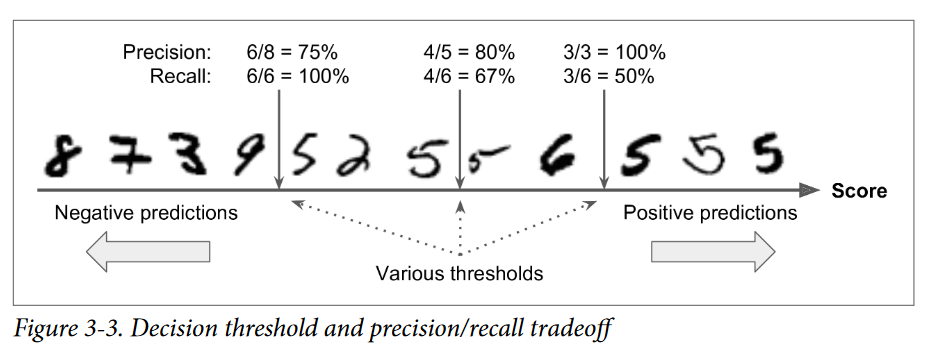 Precision: 6/8 = 75% 4/5 = 80% 3/3 = 100%
Recall: 6/6 = 100% 4/6 = 67% 3/6 = 50%
8 7 3 9 5 2 5 5 6 5 5 5
Score
Negative predictions Positive predictions
Various thresholds
Figure 3-3. Decision threshold and precision/recall tradeoff